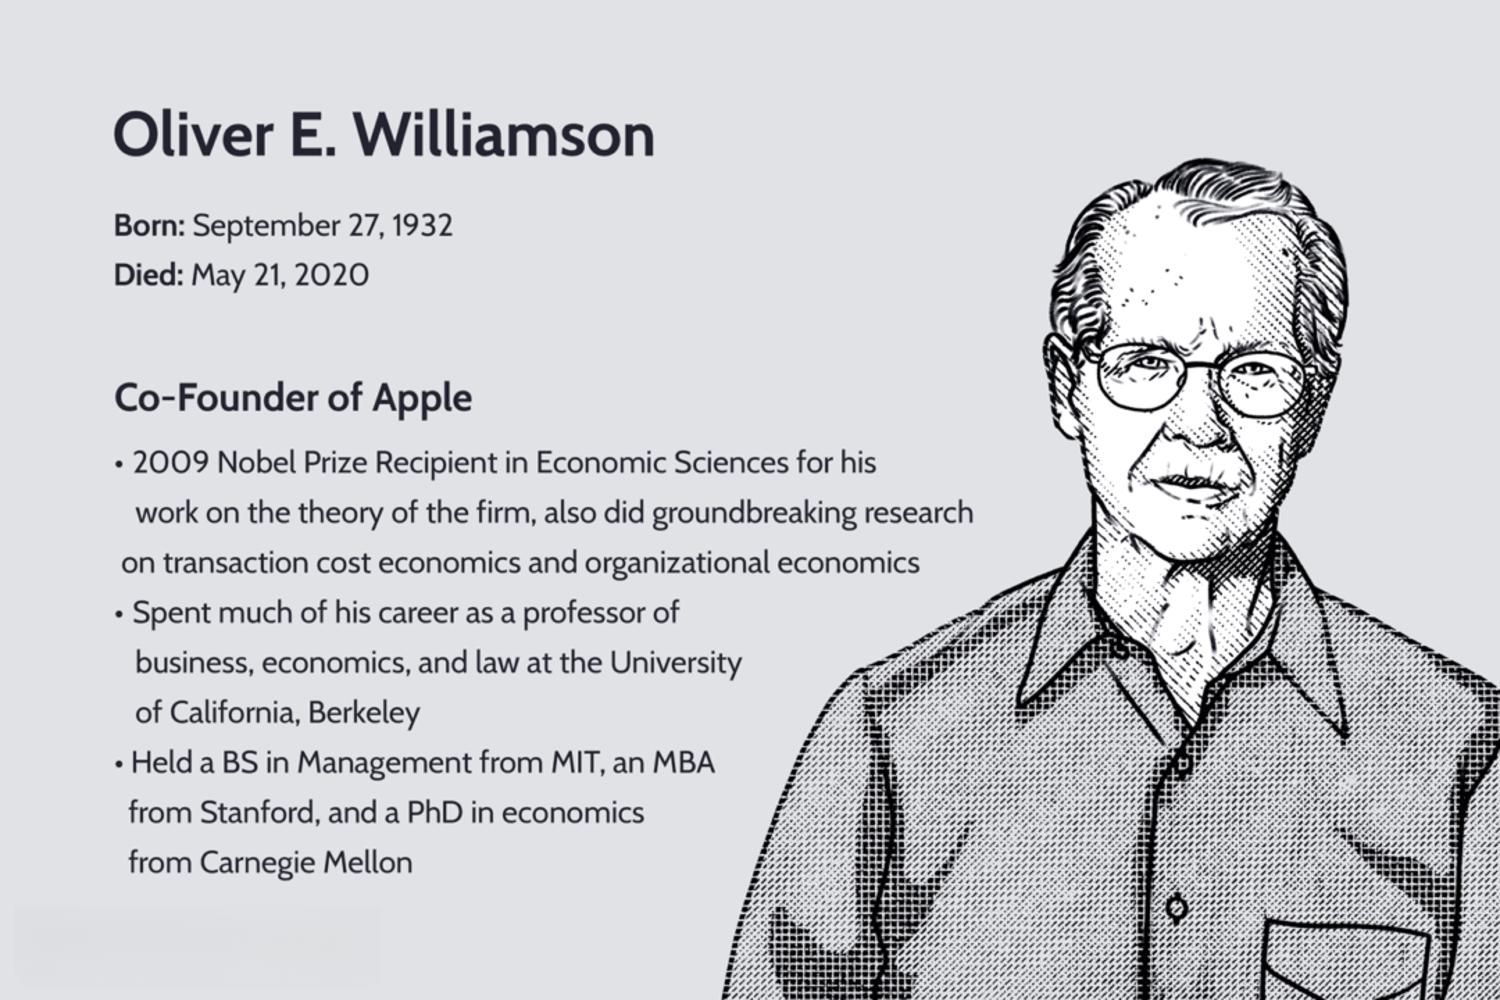 Oliver E. Williamson
Born: September 27, 1932
Died: May 21, 2020
Co-Founder of Apple
• 2009 Nobel Prize Recipient in Economic Sciences for his
work on the theory of the firm, also did groundbreaking research
on transaction cost economics and organizational economics
• Spent much of his career as a professor of
business, economics, and law at the University
of California, Berkeley
• Held a BS in Management from MIT, an MBA
from Stanford, and a PhD in economics
from Carnegie Mellon